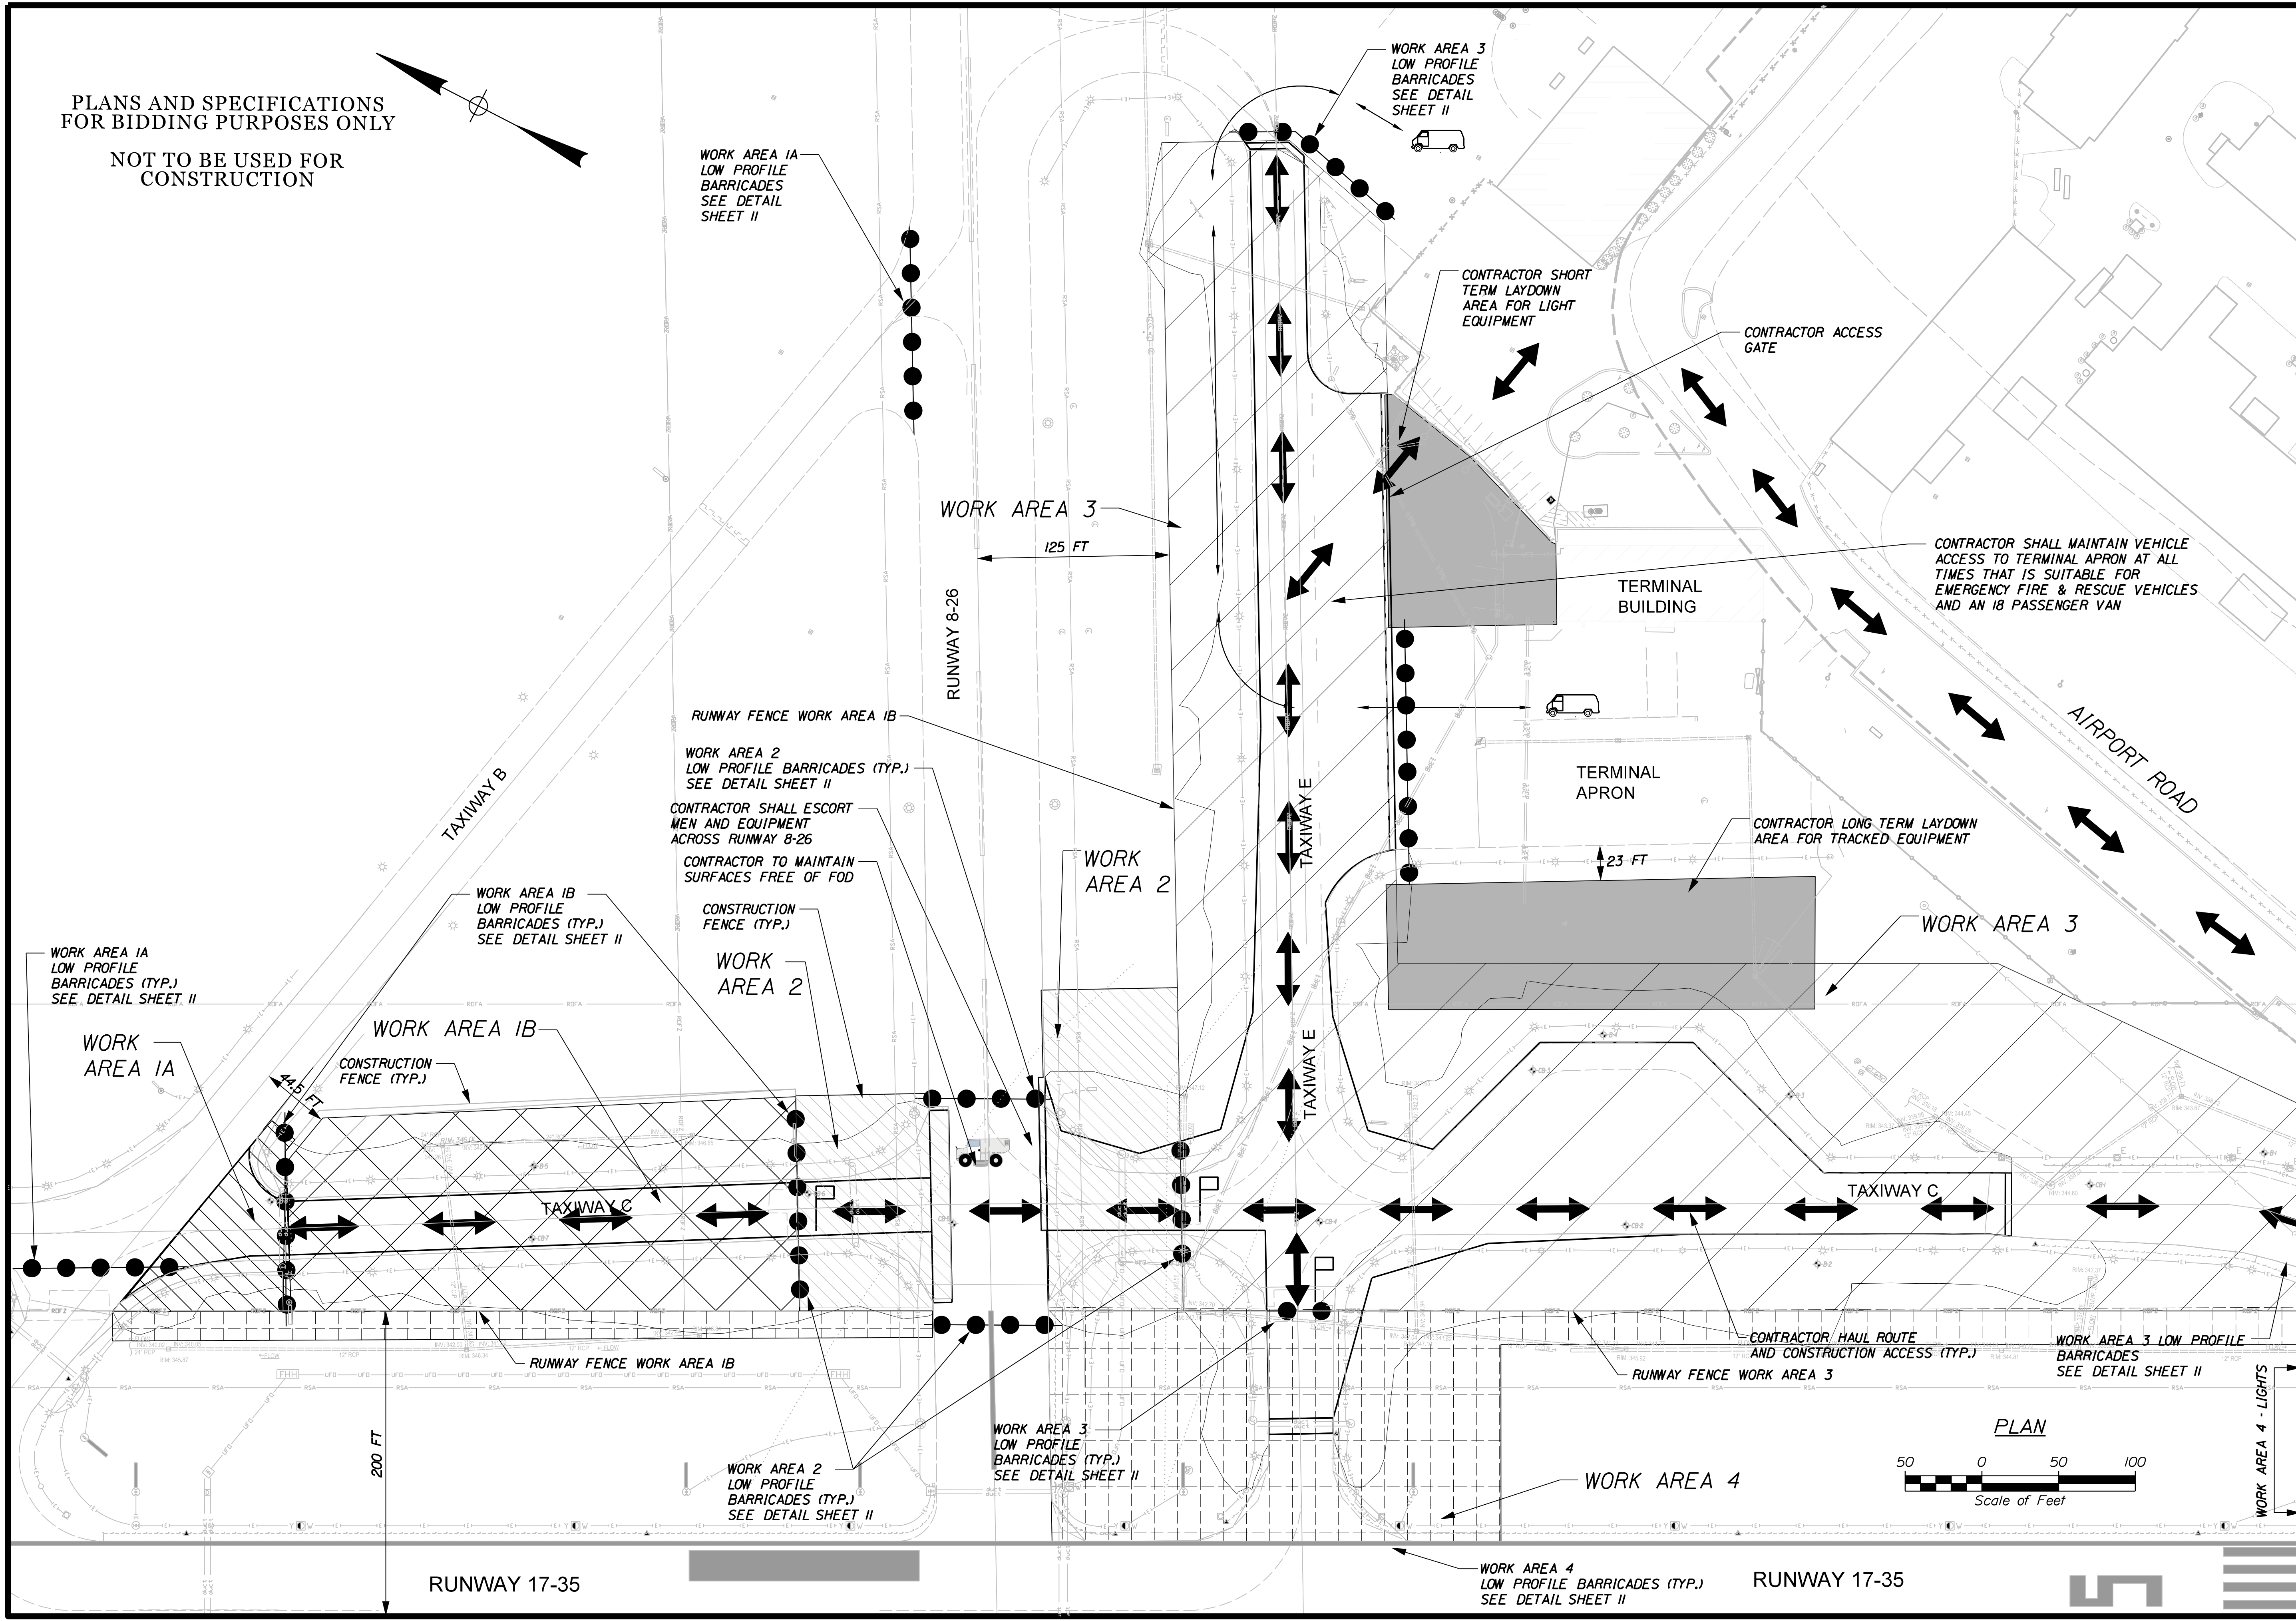 PLANS AND SPECIFICATIONS
FOR BIDDING PURPOSES ONLY
NOT TO BE USED FOR
CONSTRUCTION
WORK AREA 3
LOW PROFILE
BARRICADES
SEE DETAIL
SHEET 11
WORK AREA 1A
LOW PROFILE
BARRICADES
SEE DETAIL
SHEET 11
CONTRACTOR SHORT
TERM LAYDOWN
AREA FOR LIGHT
EQUIPMENT
CONTRACTOR ACCESS
GATE
WORK AREA 3
125 FT
RUNWAY 8-26
CONTRACTOR SHALL MAINTAIN VEHICLE
ACCESS TO TERMINAL APRON AT ALL
TIMES THAT IS SUITABLE FOR
EMERGENCY FIRE & RESCUE VEHICLES
AND AN 18 PASSENGER VAN
TERMINAL
BUILDING
RUNWAY FENCE WORK AREA 1B
WORK AREA 2
LOW PROFILE BARRICADES (TYP.)
SEE DETAIL SHEET 11
CONTRACTOR SHALL ESCORT
MEN AND EQUIPMENT
ACROSS RUNWAY 8-26
CONTRACTOR TO MAINTAIN
SURFACES FREE OF FOD
CONSTRUCTION
FENCE (TYP.)
WORK
AREA 2
WORK
AREA 2
TAXIWAY B
TAXIWAY E
TAXIWAY E
TERMINAL
APRON
AIRPORT ROAD
CONTRACTOR LONG TERM LAYDOWN
AREA FOR TRACKED EQUIPMENT
23 FT
WORK AREA 3
WORK AREA 1B
LOW PROFILE
BARRICADES (TYP.)
SEE DETAIL SHEET 11
WORK AREA 1A
LOW PROFILE
BARRICADES (TYP.)
SEE DETAIL SHEET 11
WORK
AREA 1A
WORK AREA 1B
CONSTRUCTION
FENCE (TYP.)
44.5 FT
TAXIWAY C
TAXIWAY C
RUNWAY FENCE WORK AREA 1B
CONTRACTOR HAUL ROUTE
AND CONSTRUCTION ACCESS (TYP.)
RUNWAY FENCE WORK AREA 3
WORK AREA 3 LOW PROFILE
BARRICADES
SEE DETAIL SHEET 11
WORK AREA 4 - LIGHTS
200 FT
WORK AREA 2
LOW PROFILE
BARRICADES (TYP.)
SEE DETAIL SHEET 11
WORK AREA 3
LOW PROFILE
BARRICADES (TYP.)
SEE DETAIL SHEET 11
WORK AREA 4
PLAN
50 0 50 100
Scale of Feet
WORK AREA 4
LOW PROFILE BARRICADES (TYP.)
SEE DETAIL SHEET 11
RUNWAY 17-35
RUNWAY 17-35